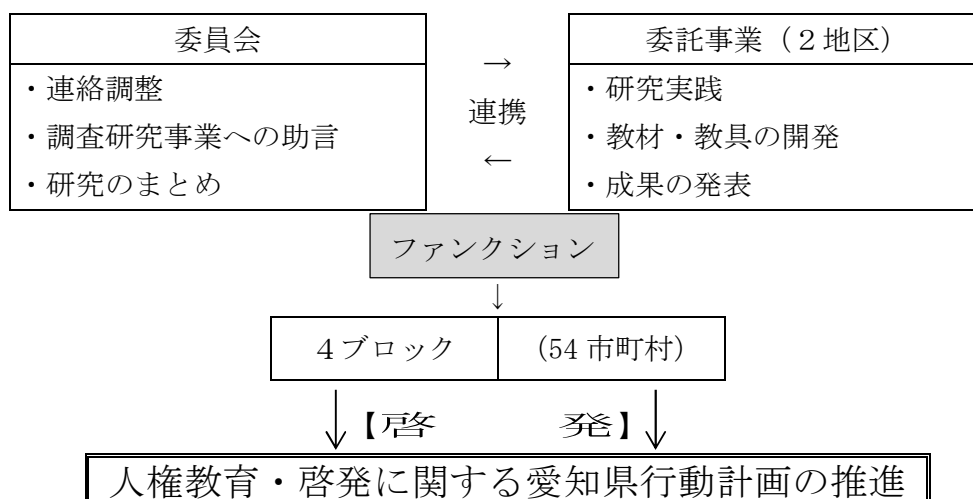 委員会
・連絡調整
・調査研究事業への助言
・研究のまとめ
→
連携
←
委託事業（２地区）
・研究実践
・教材・教具の開発
・成果の発表
ファンクション
↓
４ブロック
（54 市町村）
【啓　発】
人権教育・啓発に関する愛知県行動計画の推進